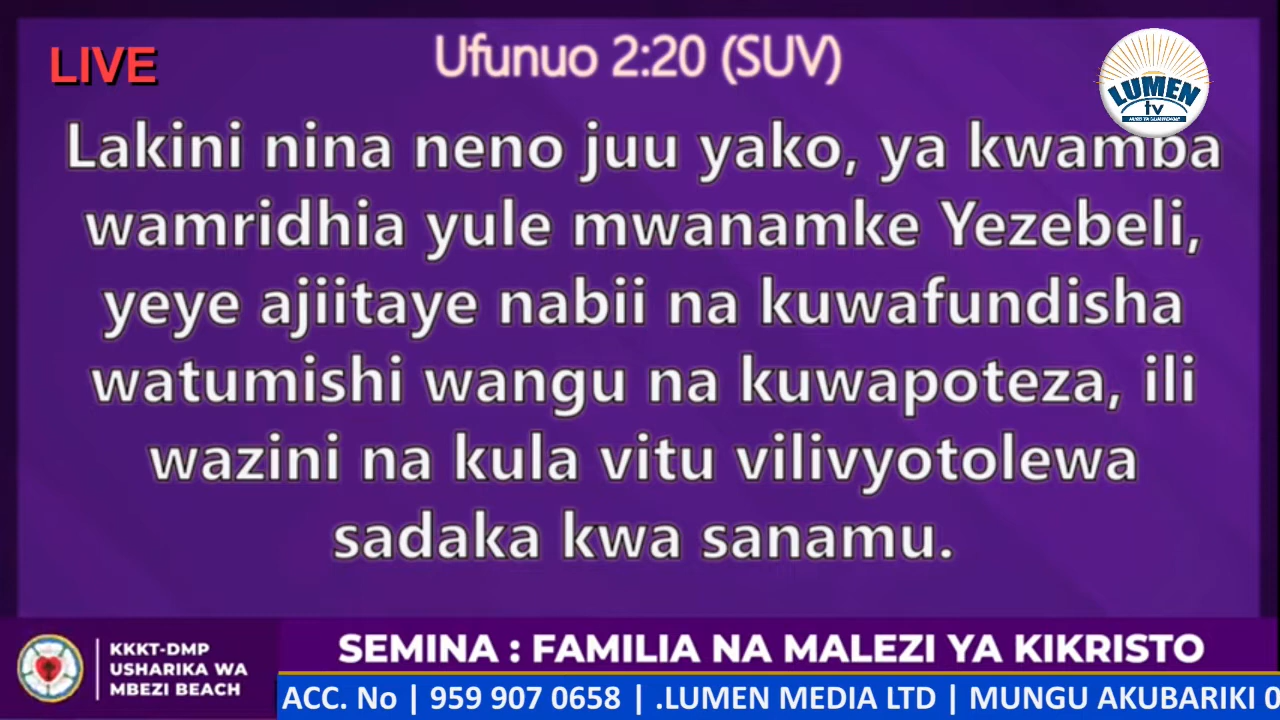 LIVE
Ufunuo 2:20 (SUV)
LUMEN
tv
Lakini nina neno juu yako, ya kwamba
wamridhia yule mwanamke Yezebeli,
yeye ajiitaye nabii na kuwafundisha
watumishi wangu na kuwapoteza, ili
wazini na kula vitu vilivyotolewa
sadaka kwa sanamu.
KKKT-DMP
USHARIKA WA
MBEZI BEACH
SEMINA : FAMILIA NA MALEZI YA KIKRISTO
ACC. No | 959 907 0658 | .LUMEN MEDIA LTD | MUNGU AKUBARIKI 0